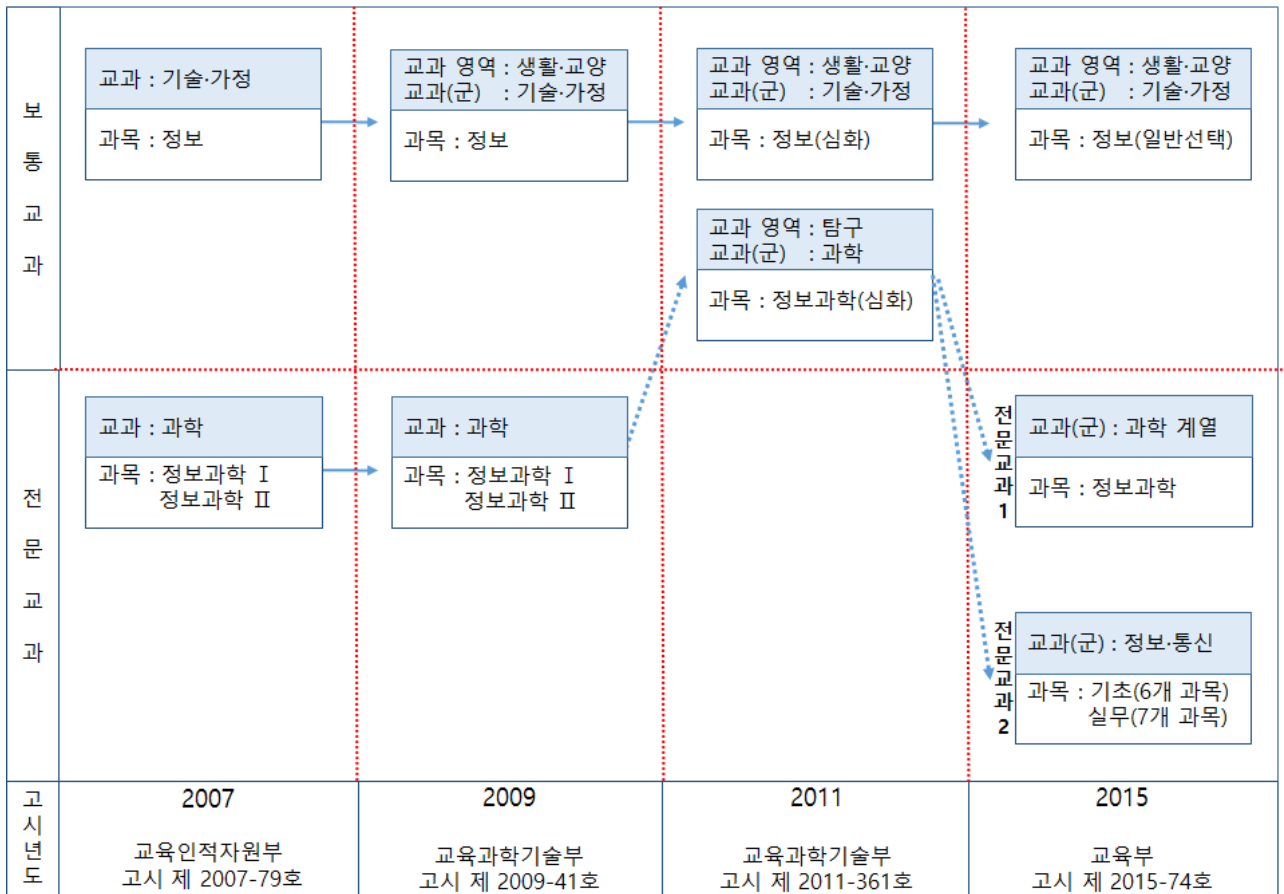 보통교과
교과 : 기술·가정
과목 : 정보
교과 영역 : 생활·교양
교과(군) : 기술·가정
과목 : 정보
교과 영역 : 생활·교양
교과(군) : 기술·가정
과목 : 정보(심화)
교과 영역 : 생활·교양
교과(군) : 기술·가정
과목 : 정보(일반선택)
교과 영역 : 탐구
교과(군) : 과학
과목 : 정보과학(심화)
전문교과
교과 : 과학
과목 : 정보과학 Ⅰ
정보과학 Ⅱ
교과 : 과학
과목 : 정보과학 Ⅰ
정보과학 Ⅱ
전문교과1
교과(군) : 과학 계열
과목 : 정보과학
전문교과2
교과(군) : 정보·통신
과목 : 기초(6개 과목)
실무(7개 과목)
고시년도
2007
교육인적자원부
고시 제 2007-79호
2009
교육과학기술부
고시 제 2009-41호
2011
교육과학기술부
고시 제 2011-361호
2015
교육부
고시 제 2015-74호